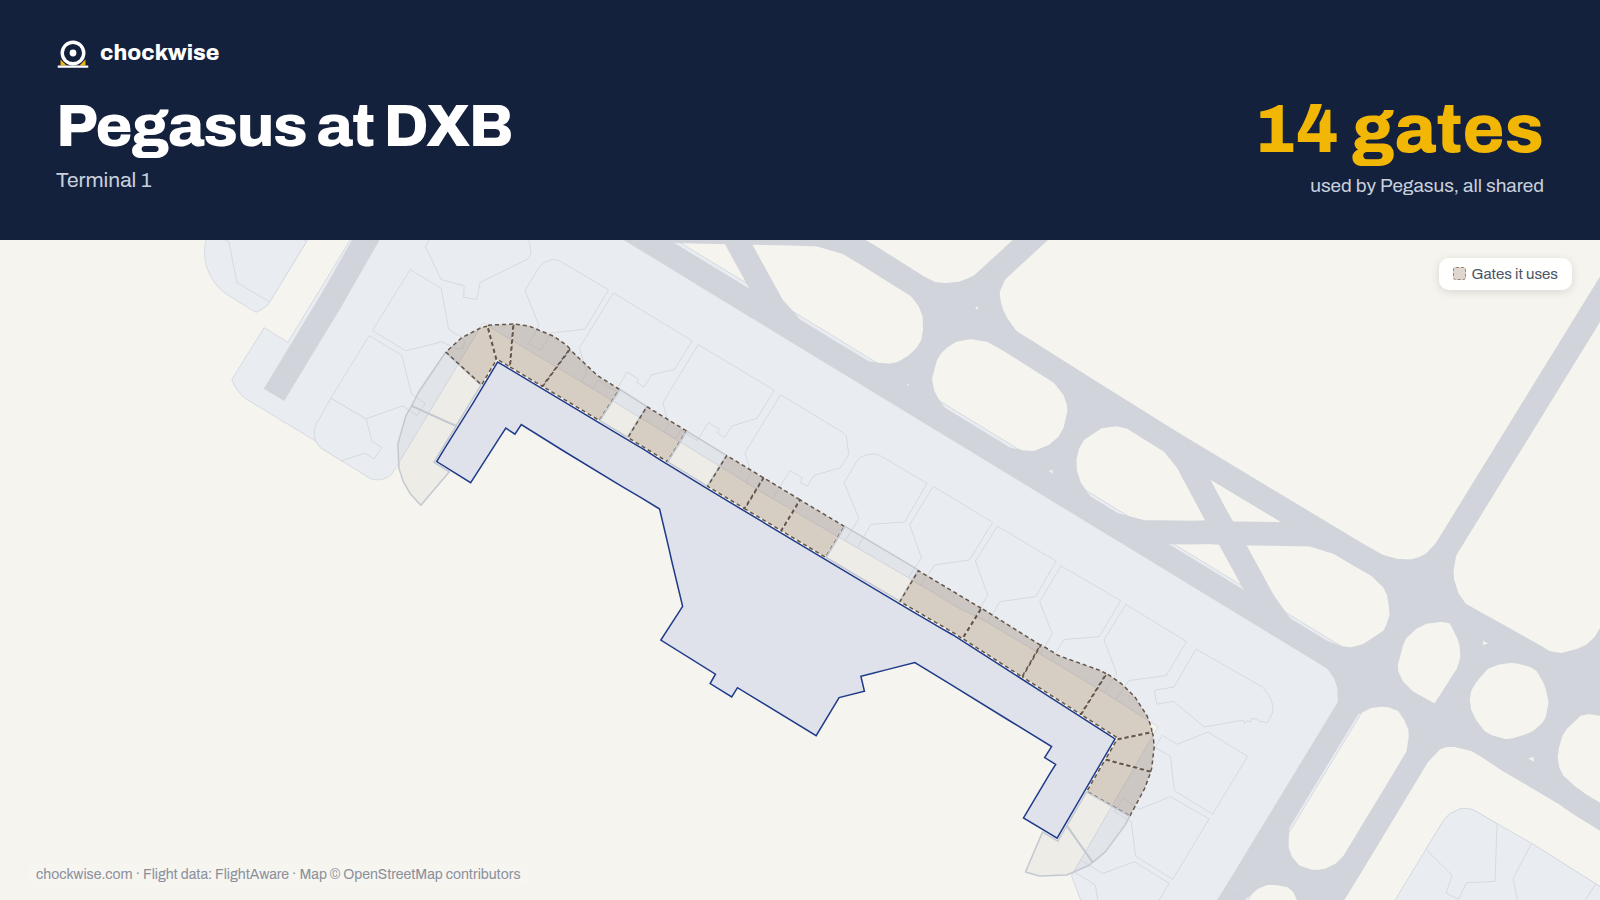 chockwise
Pegasus at DXB
Terminal 1
14 gates
used by Pegasus, all shared
Gates it uses
chockwise.com · Flight data: FlightAware · Map © OpenStreetMap contributors